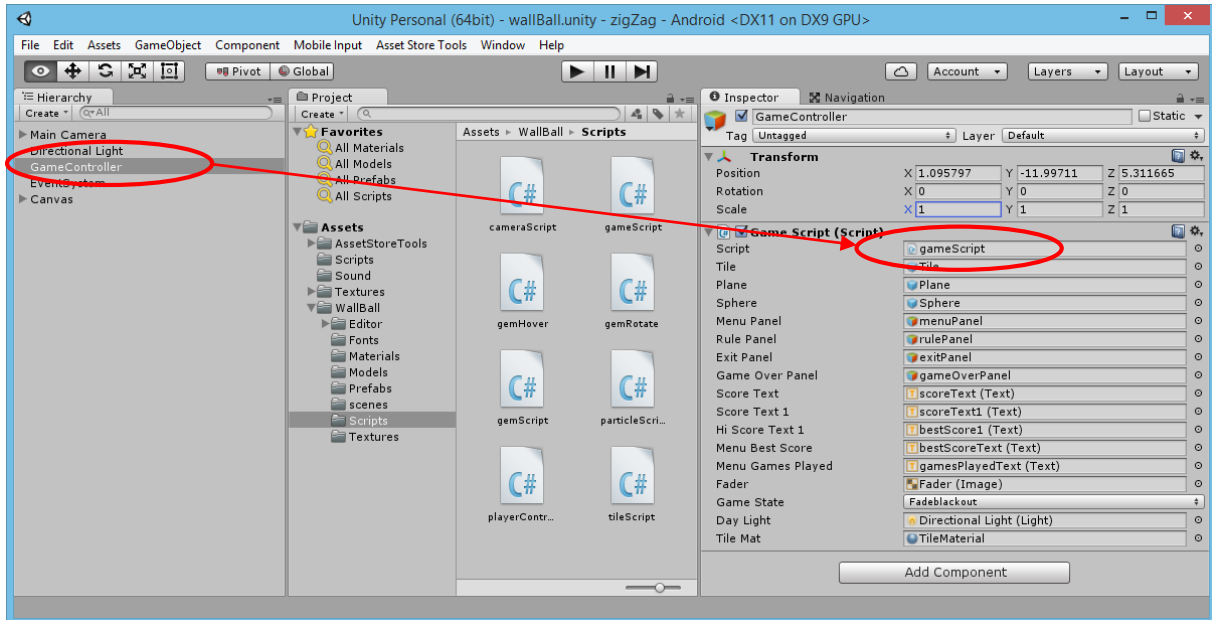 Unity Personal (64bit) - wallBall.unity - zigZag - Android <DX11 on DX9 GPU>
File Edit Assets GameObject Component Mobile Input Asset Store Tools Window Help
Pivot Global Account Layers Layout
Hierarchy
Create All
Main Camera
Directional Light
GameController
EventSystem
Canvas
Project
Create
Favorites
All Materials
All Models
All Prefabs
All Scripts
Assets
AssetStoreTools
Scripts
Sound
Textures
WallBall
Editor
Fonts
Materials
Models
Prefabs
scenes
Scripts
Textures
Assets WallBall Scripts
C# C#
cameraScript gameScript
C# C#
gemHover gemRotate
C# C#
gemScript particleScri...
C# C#
playerContr... tileScript
Inspector Navigation
GameController Static
Tag Untagged Layer Default
Transform
Position X 1.095797 Y -11.99711 Z 5.311665
Rotation X 0 Y 0 Z 0
Scale X 1 Y 1 Z 1
Game Script (Script)
Script gameScript
Tile Tile
Plane Plane
Sphere Sphere
Menu Panel menuPanel
Rule Panel rulePanel
Exit Panel exitPanel
Game Over Panel gameOverPanel
Score Text scoreText (Text)
Score Text 1 scoreText1 (Text)
Hi Score Text 1 bestScore1 (Text)
Menu Best Score bestScoreText (Text)
Menu Games Played gamesPlayedText (Text)
Fader Fader (Image)
Game State Fadeblackout
Day Light Directional Light (Light)
Tile Mat TileMaterial
Add Component